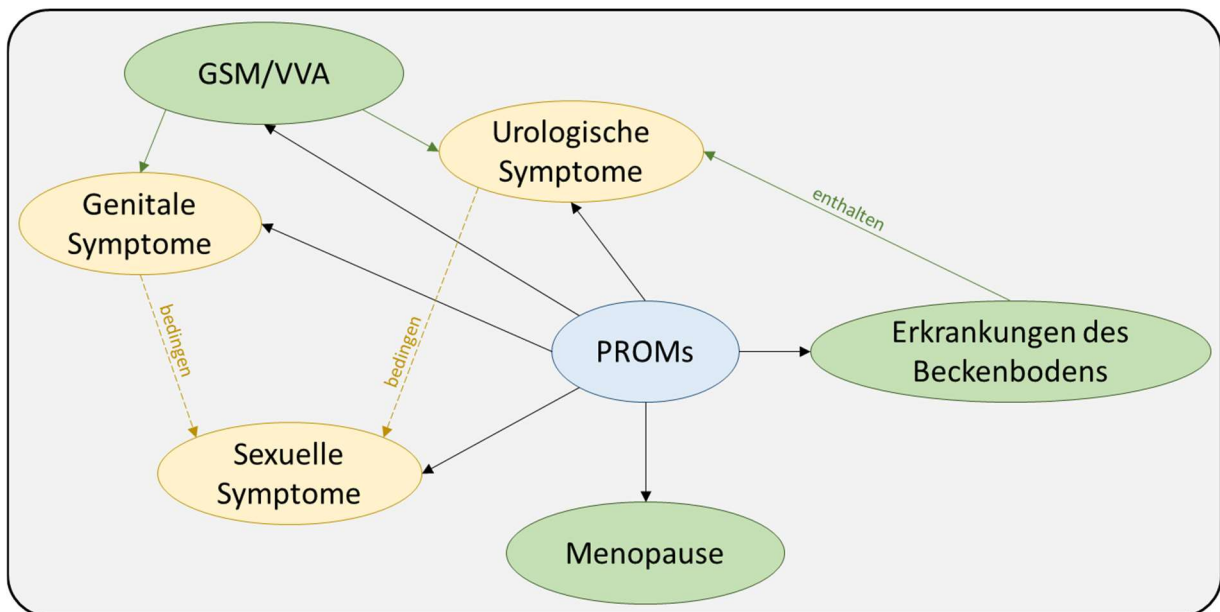 GSM/VVA
Urologische
Symptome
Genitale
Symptome
enthalten
bedingen
bedingen
PROMs
Erkrankungen des
Beckenbodens
Sexuelle
Symptome
Menopause